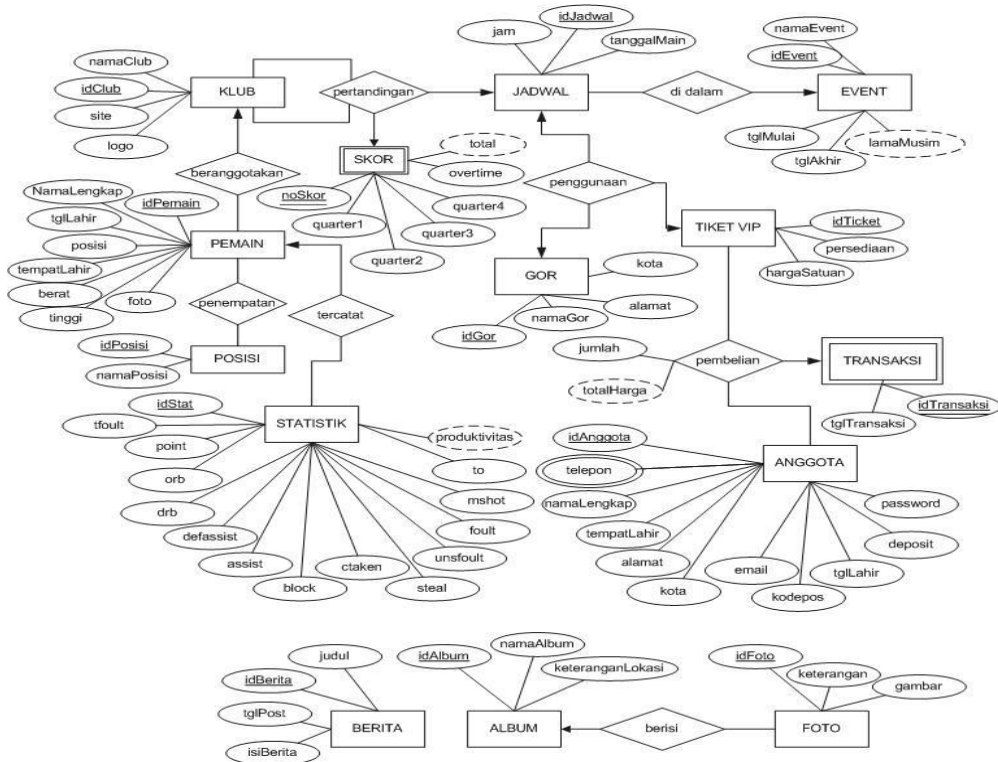 namaClub
idClub
site
logo
KLUB
pertandingan
jam
idJadwal
tanggalMain
JADWAL
di dalam
namaEvent
idEvent
EVENT
tglMulai
tglAkhir
lamaMusim
beranggotakan
SKOR
total
overtime
noSkor
quarter1
quarter2
quarter3
quarter4
penggunaan
NamaLengkap
idPemain
tglLahir
posisi
tempatLahir
berat
tinggi
foto
PEMAIN
penempatan
tercatat
GOR
kota
alamat
namaGor
idGor
TIKET VIP
idTicket
persediaan
hargaSatuan
idPosisi
namaPosisi
POSISI
jumlah
totalHarga
pembelian
TRANSAKSI
idTransaksi
tglTransaksi
idStat
tfoult
point
orb
drb
defassist
assist
block
ctaken
steal
unsfoult
foult
mshot
to
produktivitas
STATISTIK
idAnggota
telepon
namaLengkap
tempatLahir
alamat
kota
email
kodepos
tglLahir
deposit
password
ANGGOTA
judul
idBerita
tglPost
isiBerita
BERITA
idAlbum
namaAlbum
keteranganLokasi
ALBUM
berisi
idFoto
keterangan
gambar
FOTO